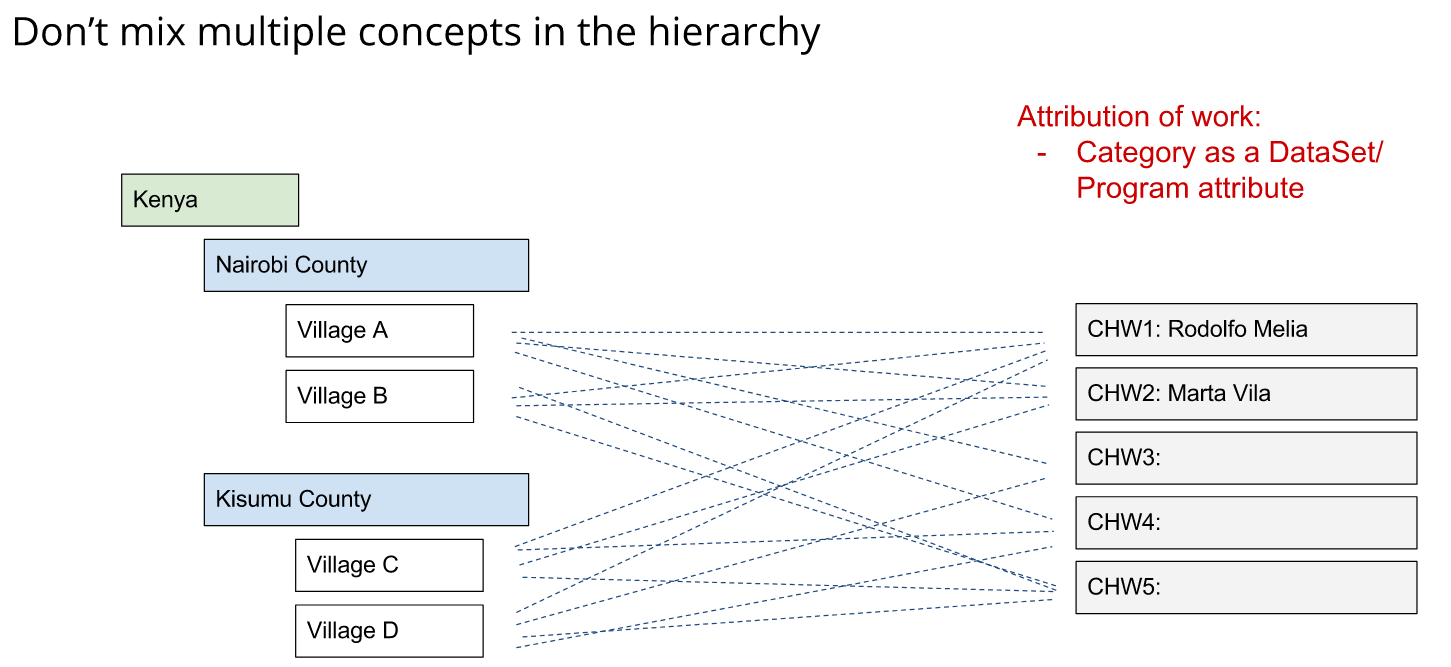 Don’t mix multiple concepts in the hierarchy
Attribution of work:
- Category as a DataSet/
Program attribute
Kenya
Nairobi County
Village A
Village B
Kisumu County
Village C
Village D
CHW1: Rodolfo Melia
CHW2: Marta Vila
CHW3:
CHW4:
CHW5: